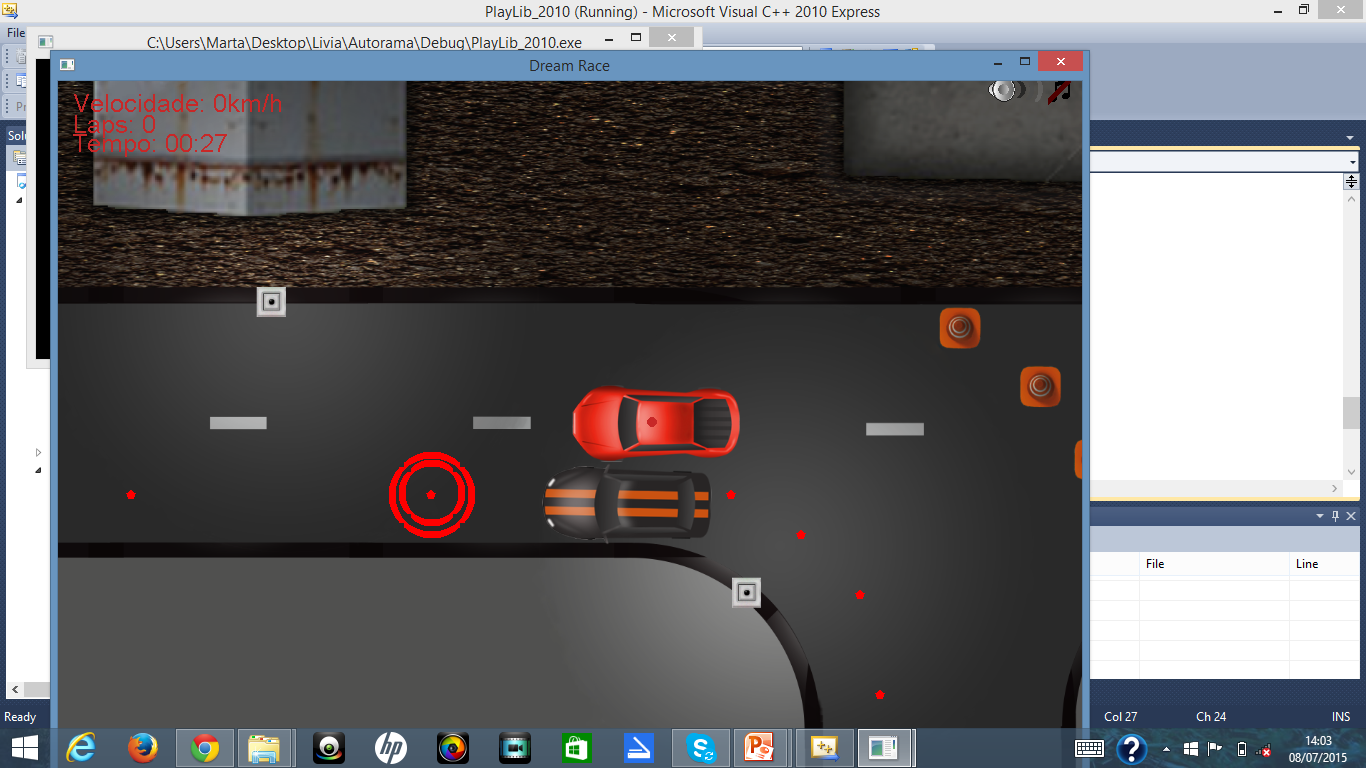 PlayLib_2010 (Running) - Microsoft Visual C++ 2010 Express
File
C:\Users\Marta\Desktop\Livia\Autorama\Debug\PlayLib_2010.exe
Dream Race
Velocidade: 0km/h
Laps: 0
Tempo: 00:27
File
Line
Ready
Col 27
Ch 24
INS
hp
14:03
08/07/2015